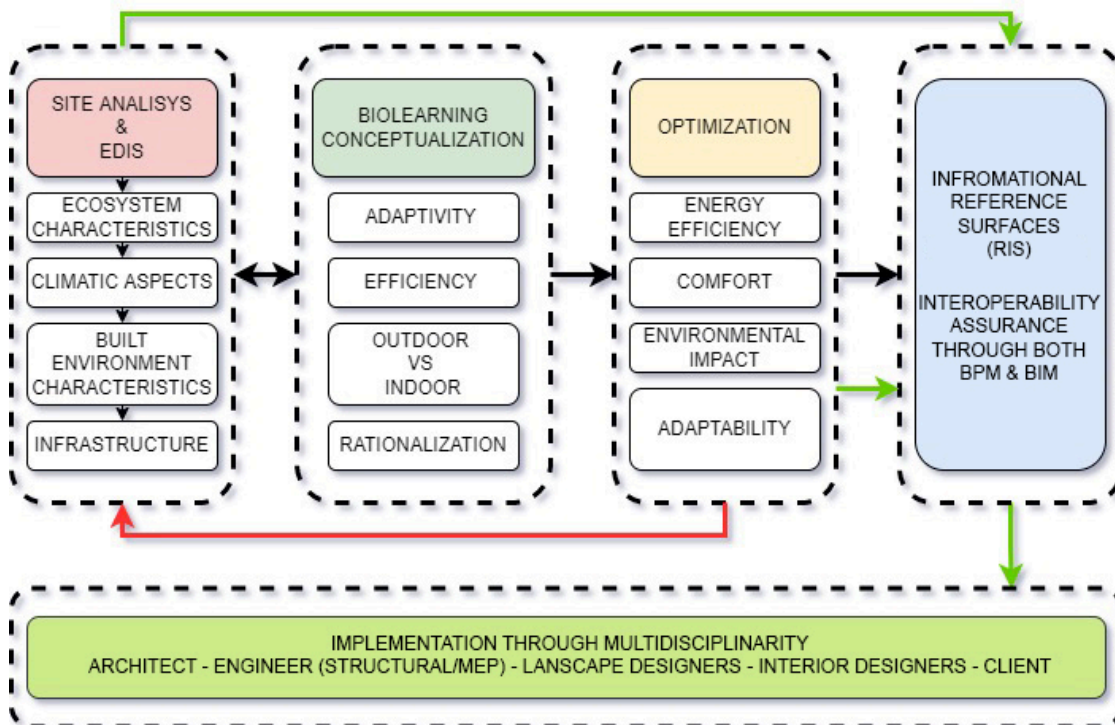 SITE ANALISYS
&
EDIS
ECOSYSTEM
CHARACTERISTICS
CLIMATIC ASPECTS
BUILT
ENVIRONMENT
CHARACTERISTICS
INFRASTRUCTURE
BIOLEARNING
CONCEPTUALIZATION
ADAPTIVITY
EFFICIENCY
OUTDOOR
VS
INDOOR
RATIONALIZATION
OPTIMIZATION
ENERGY
EFFICIENCY
COMFORT
ENVIRONMENTAL
IMPACT
ADAPTABILITY
INFROMATIONAL
REFERENCE
SURFACES
(RIS)
INTEROPERABILITY
ASSURANCE
THROUGH BOTH
BPM & BIM
IMPLEMENTATION THROUGH MULTIDISCIPLINARITY
ARCHITECT - ENGINEER (STRUCTURAL/MEP) - LANSCAPE DESIGNERS - INTERIOR DESIGNERS - CLIENT